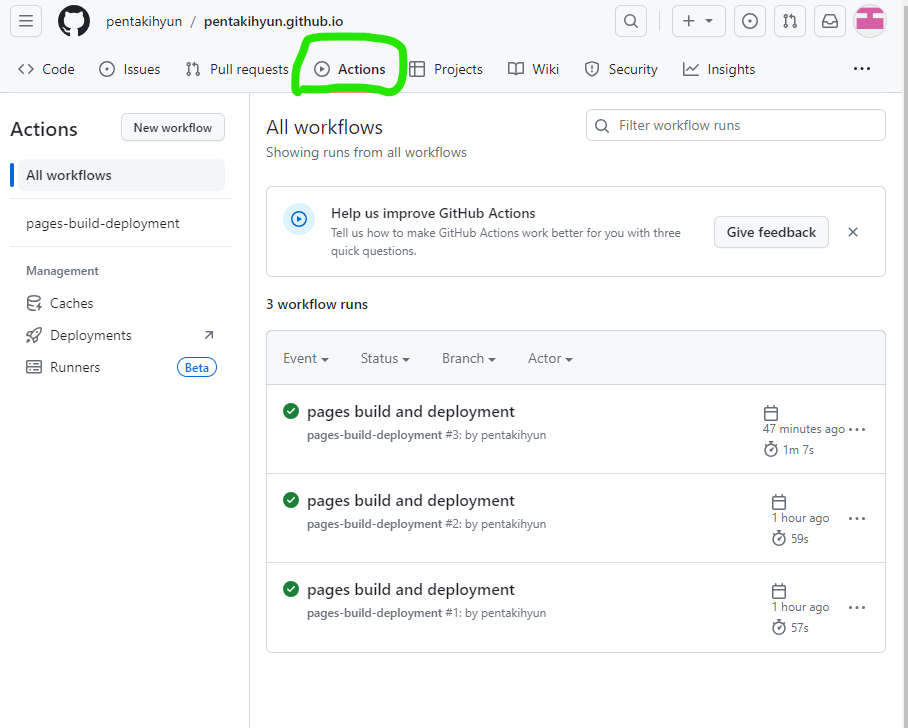 pentakihyun / pentakihyun.github.io
Code Issues Pull requests Actions Projects Wiki Security Insights
Actions
New workflow
All workflows
pages-build-deployment
Management
Caches
Deployments
Runners Beta
All workflows
Showing runs from all workflows
Filter workflow runs
Help us improve GitHub Actions
Tell us how to make GitHub Actions work better for you with three
quick questions.
Give feedback
3 workflow runs
Event Status Branch Actor
pages build and deployment
pages-build-deployment #3: by pentakihyun
47 minutes ago
1m 7s
pages build and deployment
pages-build-deployment #2: by pentakihyun
1 hour ago
59s
pages build and deployment
pages-build-deployment #1: by pentakihyun
1 hour ago
57s